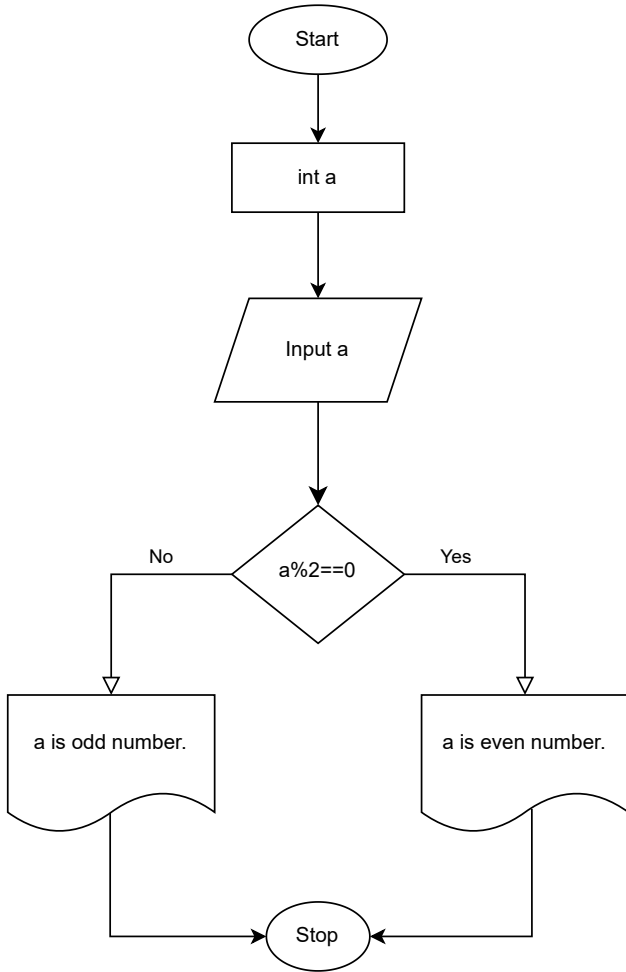 Start
int a
Input a
a%2==0
No
Yes
a is odd number.
a is even number.
Stop